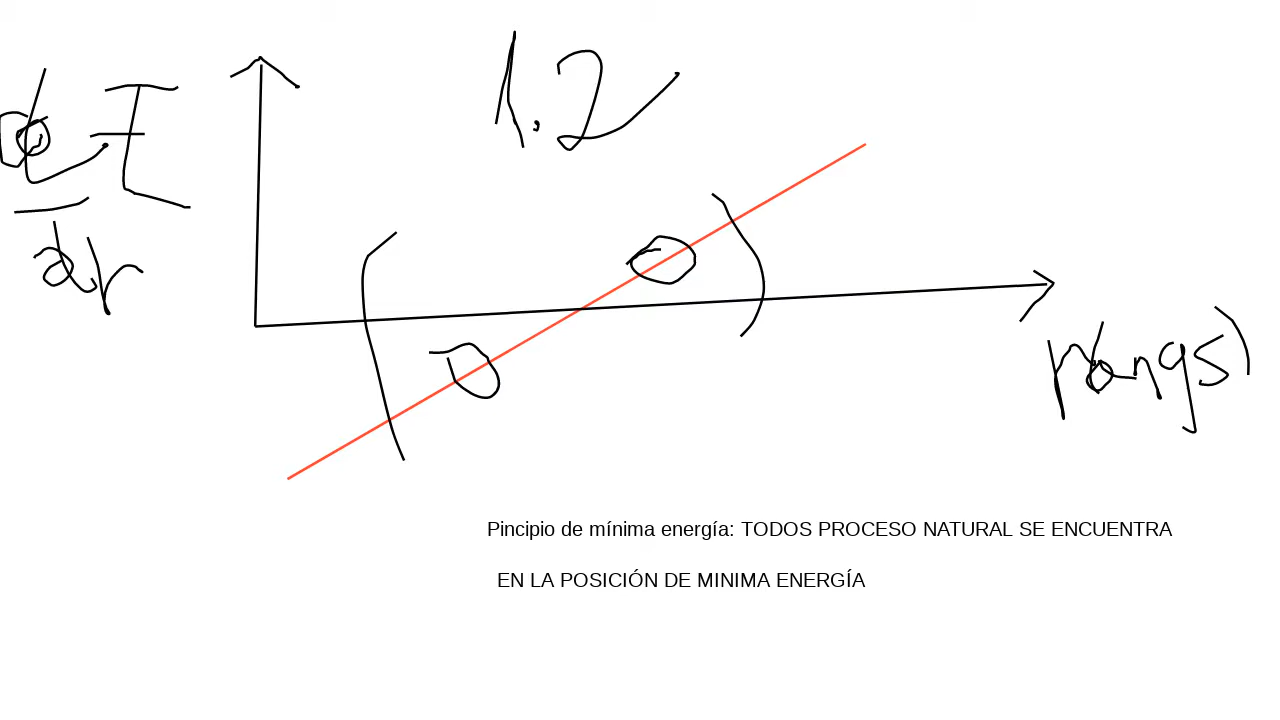 1.2
dE
dr
Pincipio de mínima energía: TODOS PROCESO NATURAL SE ENCUENTRA
EN LA POSICIÓN DE MINIMA ENERGÍA